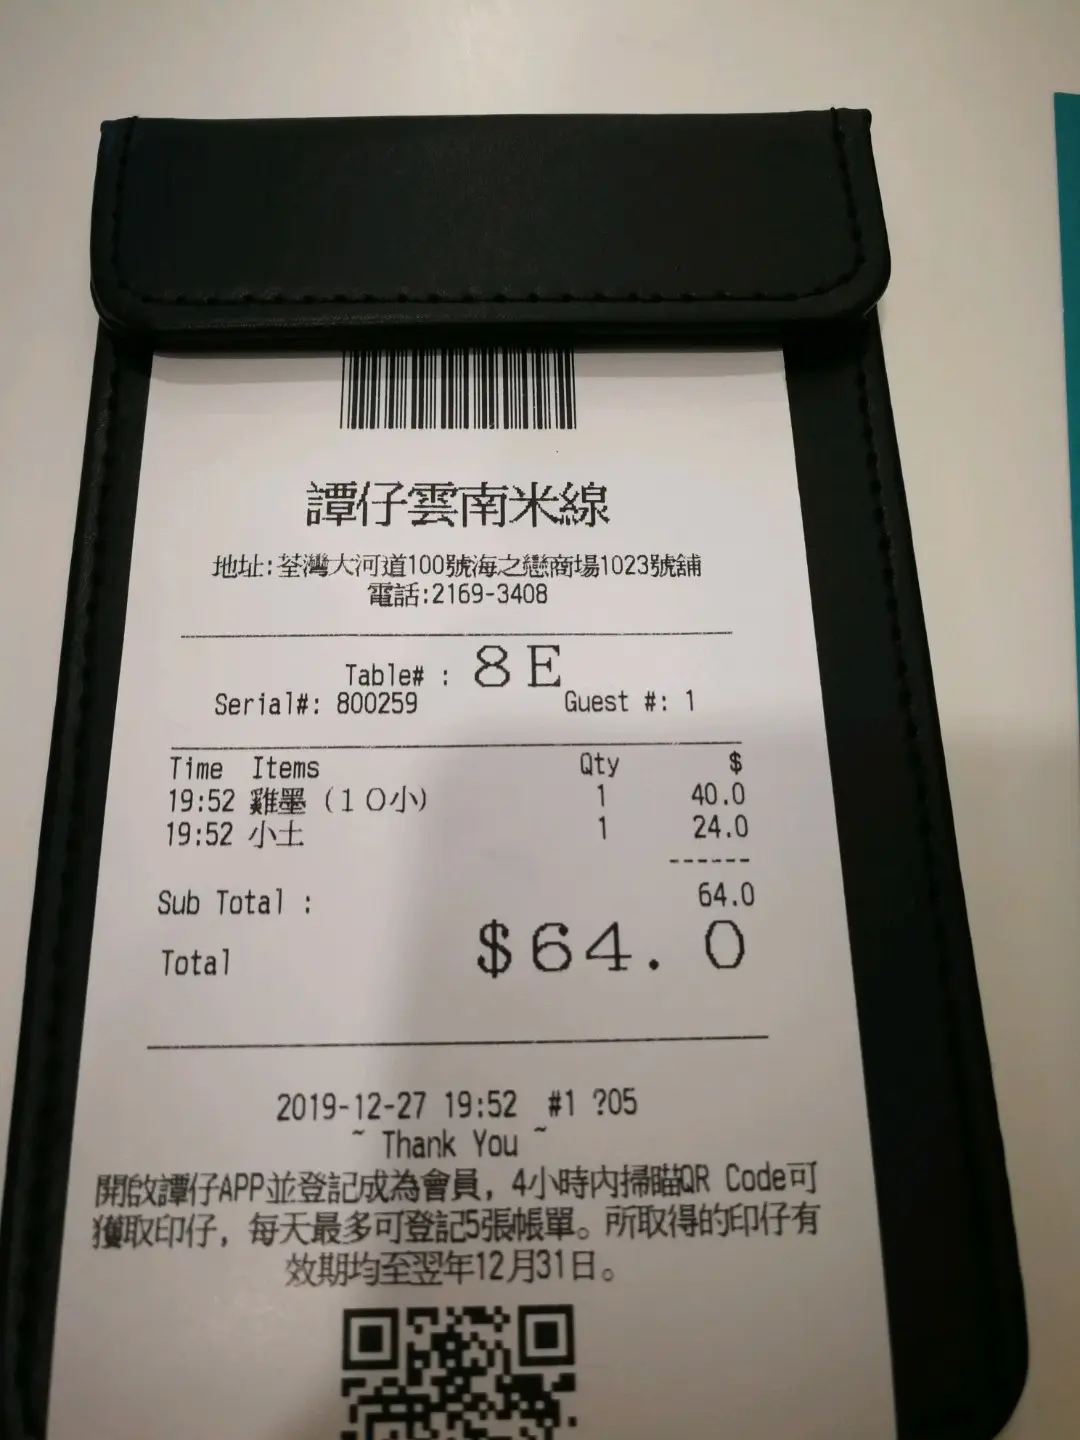 譚仔雲南米線
地址:荃灣大河道100號海之戀商場1023號舖
電話:2169-3408
Table# : 8E
Serial#: 800259 Guest #: 1
Time Items Qty $
19:52 雞墨（１０小） 1 40.0
19:52 小土 1 24.0
------
Sub Total : 64.0
Total $64.0
2019-12-27 19:52 #1 ?05
~ Thank You ~
開啟譚仔APP並登記成為會員，4小時內掃瞄QR Code可
獲取印仔，每天最多可登記5張帳單。所取得的印仔有
效期均至翌年12月31日。